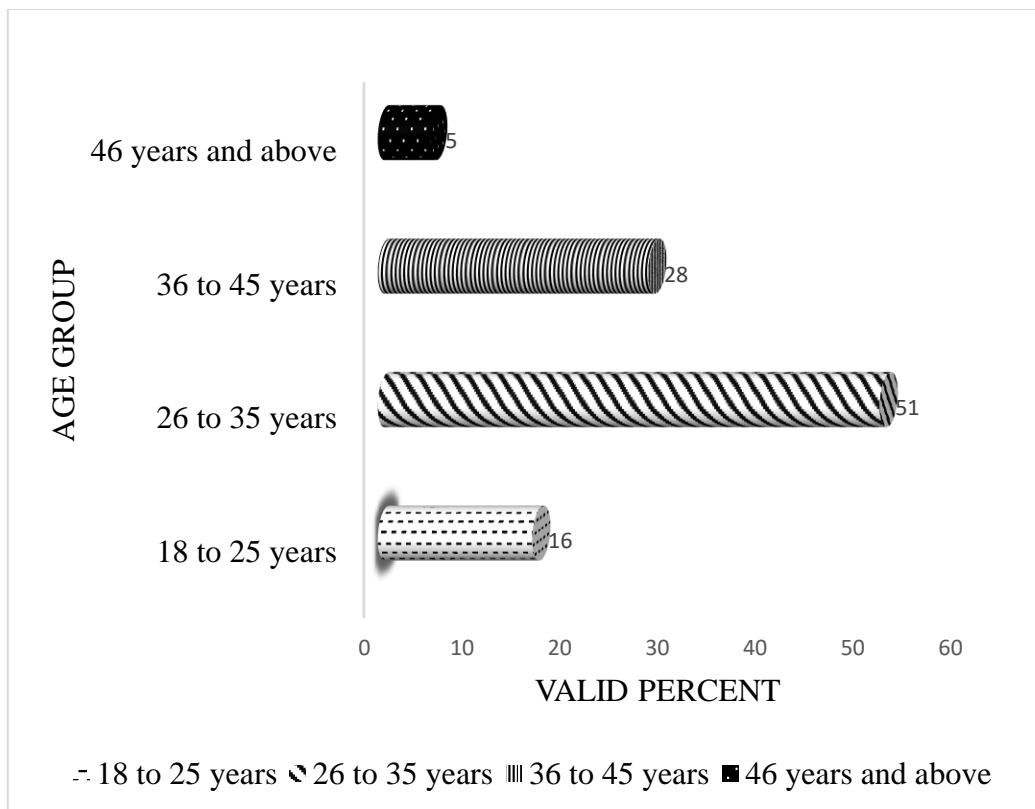 46 years and above
5
36 to 45 years
28
26 to 35 years
51
18 to 25 years
16
AGE GROUP
0 10 20 30 40 50 60
VALID PERCENT
18 to 25 years 26 to 35 years 36 to 45 years 46 years and above